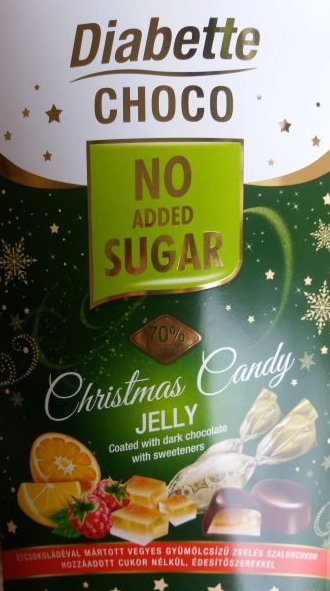 Diabette
CHOCO
NO
ADDED
SUGAR
70%
Christmas Candy
JELLY
Coated with dark chocolate
with sweeteners
ÉTCSOKOLÁDÉVAL MÁRTOTT VEGYES GYÜMÖLCSÍZŰ ZSELÉS SZALONCUKOR
HOZZÁADOTT CUKOR NÉLKÜL, ÉDESÍTŐSZEREKKEL